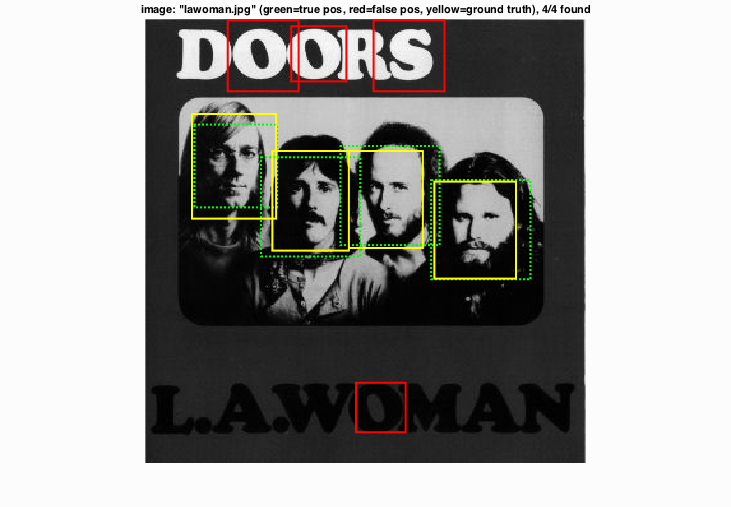 image: "lawoman.jpg" (green=true pos, red=false pos, yellow=ground truth), 4/4 found
DOORS
L.A.WOMAN